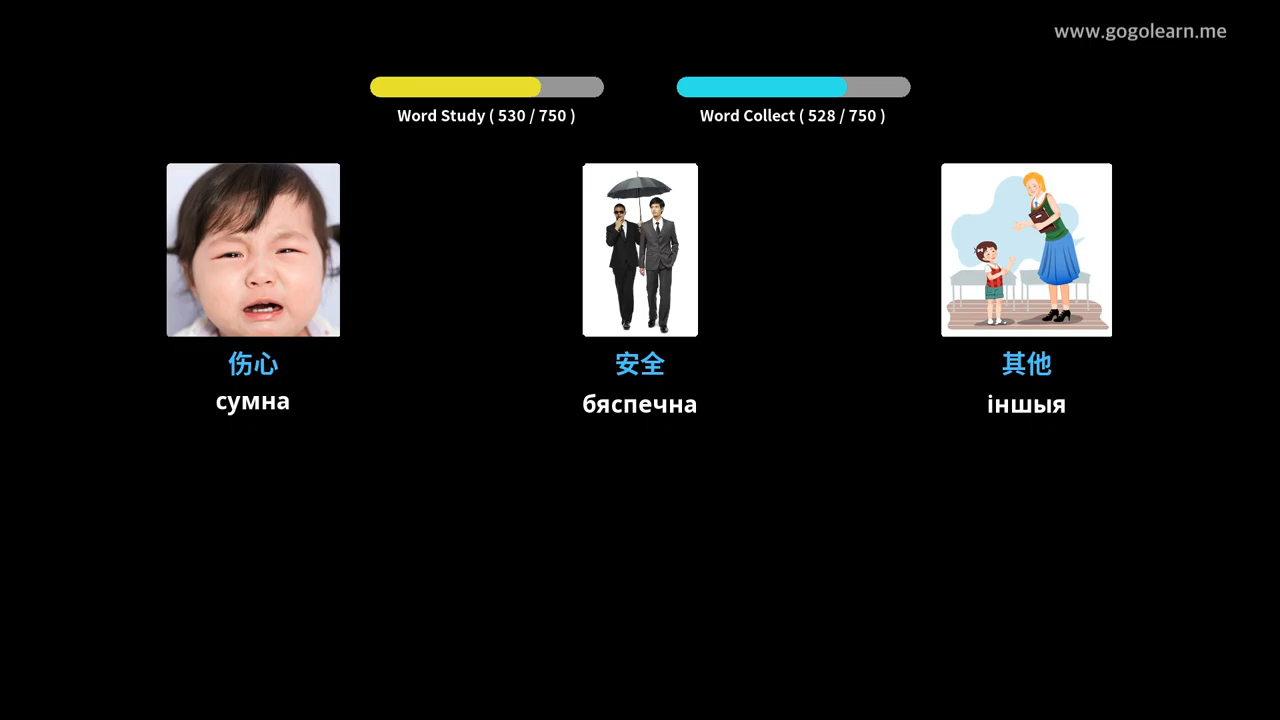 www.gogolearn.me
Word Study ( 530 / 750 )
Word Collect ( 528 / 750 )
伤心
сумна
安全
бяспечна
其他
іншыя